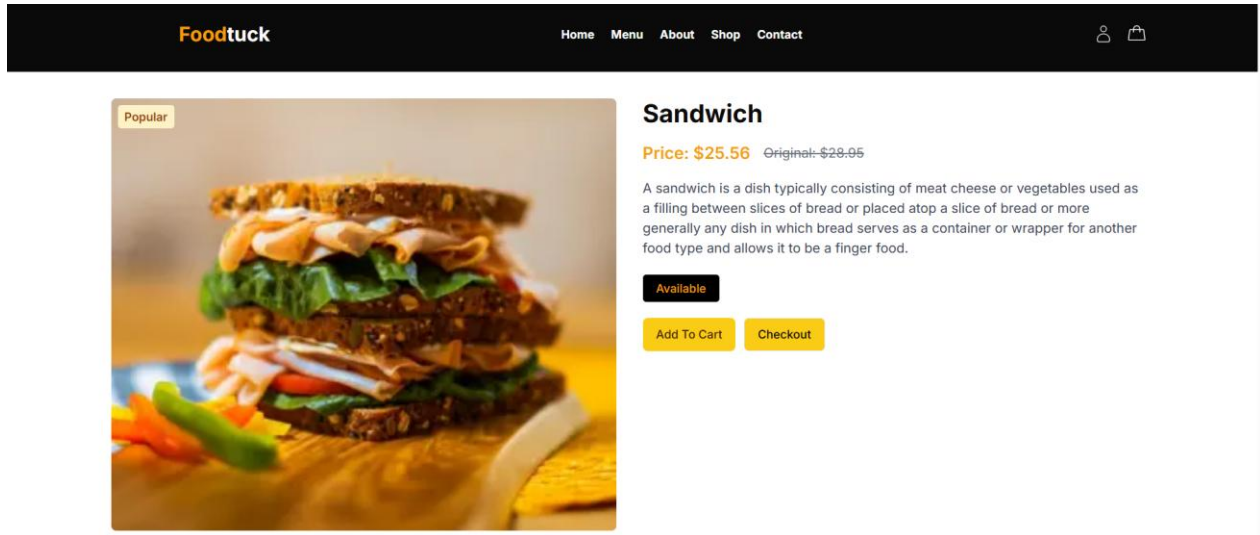 Foodtuck
Home Menu About Shop Contact
Popular
Sandwich
Price: $25.56 Original: $28.95
A sandwich is a dish typically consisting of meat cheese or vegetables used as
a filling between slices of bread or placed atop a slice of bread or more
generally any dish in which bread serves as a container or wrapper for another
food type and allows it to be a finger food.
Available
Add To Cart Checkout